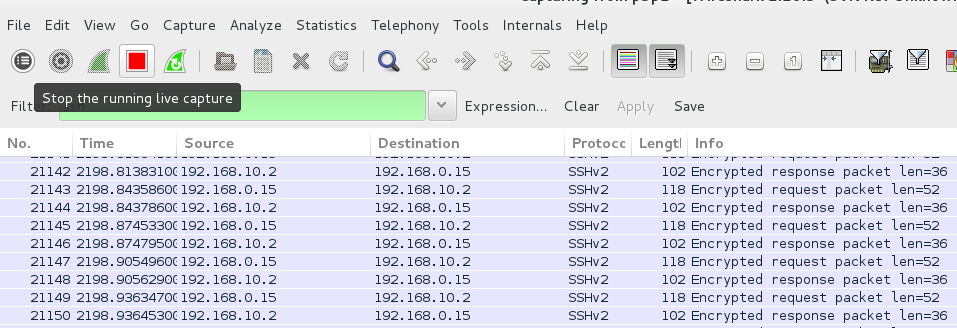 File Edit View Go Capture Analyze Statistics Telephony Tools Internals Help
Stop the running live capture
Expression... Clear Apply Save
No. Time Source Destination Protocc Lengtl Info
21142 2198.81383100 192.168.10.2 192.168.0.15 SSHv2 102 Encrypted response packet len=36
21143 2198.84358600 192.168.0.15 192.168.10.2 SSHv2 118 Encrypted request packet len=52
21144 2198.84378600 192.168.10.2 192.168.0.15 SSHv2 102 Encrypted response packet len=36
21145 2198.87453300 192.168.0.15 192.168.10.2 SSHv2 118 Encrypted request packet len=52
21146 2198.87479500 192.168.10.2 192.168.0.15 SSHv2 102 Encrypted response packet len=36
21147 2198.90549600 192.168.0.15 192.168.10.2 SSHv2 118 Encrypted request packet len=52
21148 2198.90562900 192.168.10.2 192.168.0.15 SSHv2 102 Encrypted response packet len=36
21149 2198.93634700 192.168.0.15 192.168.10.2 SSHv2 118 Encrypted request packet len=52
21150 2198.93645300 192.168.10.2 192.168.0.15 SSHv2 102 Encrypted response packet len=36